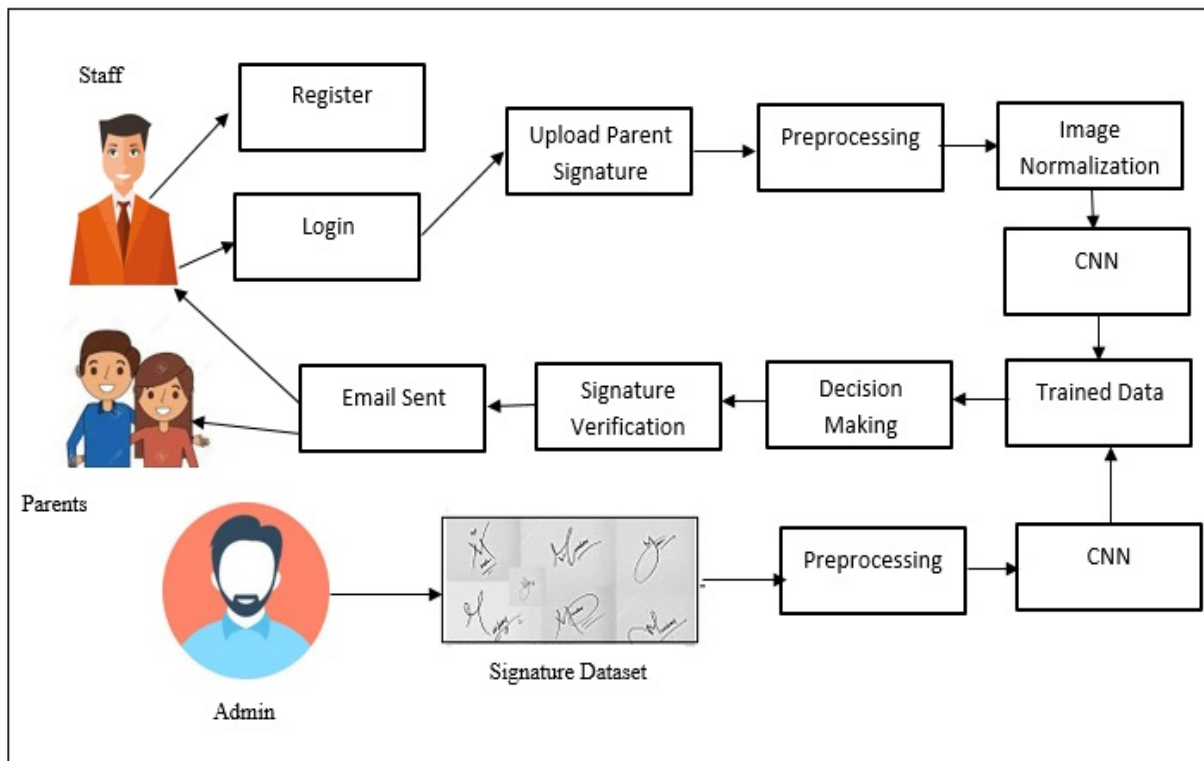 Staff
Register
Login
Upload Parent
Signature
Preprocessing
Image
Normalization
CNN
Trained Data
Decision
Making
Signature
Verification
Email Sent
Parents
Admin
Signature Dataset
Preprocessing
CNN